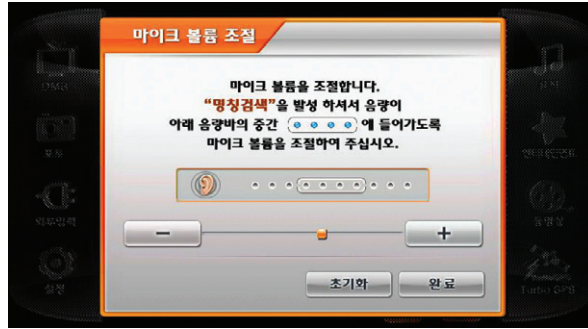 마이크 볼륨 조절
DMB
음악
마이크 볼륨을 조절합니다.
“명칭검색”을 발성 하셔서 음량이
아래 음량바의 중간 에 들어가도록
마이크 볼륨을 조절하여 주십시오.
포토
엔터테인먼트
외부입력
동영상
− +
설정
Turbo GPS
초기화 완료